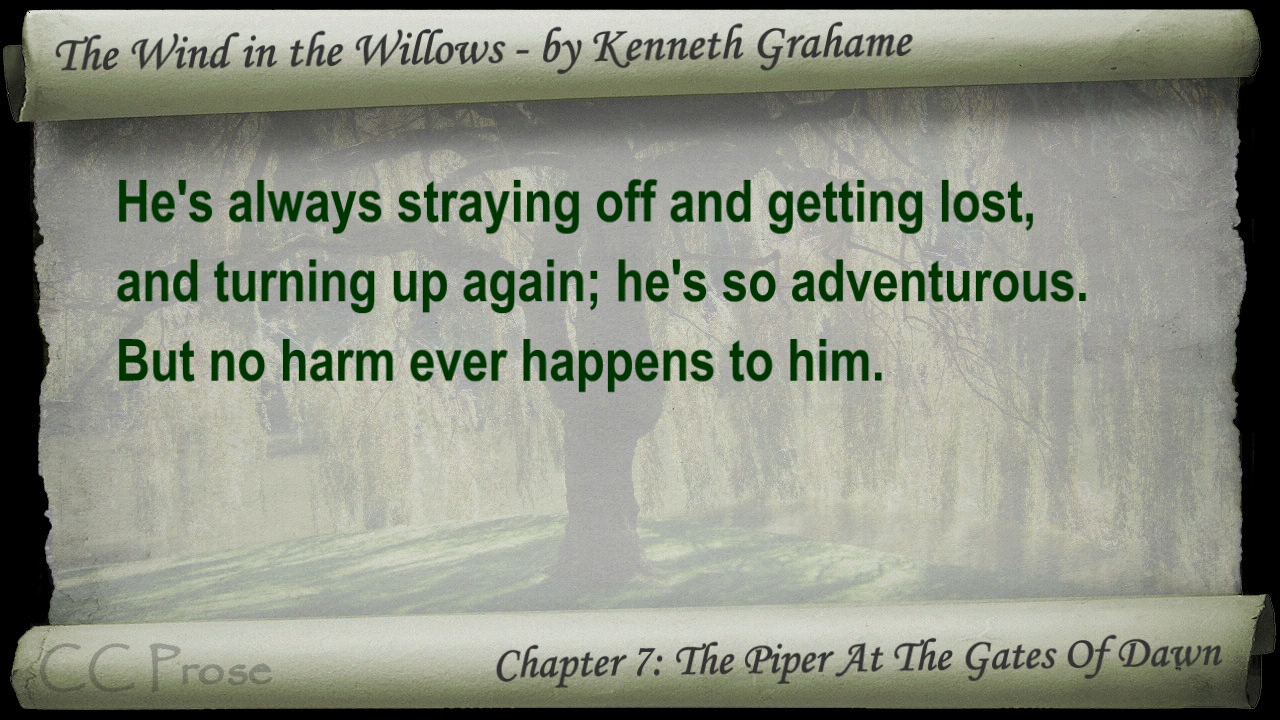 The Wind in the Willows - by Kenneth Grahame
He's always straying off and getting lost,
and turning up again; he's so adventurous.
But no harm ever happens to him.
CC Prose
Chapter 7: The Piper At The Gates Of Dawn